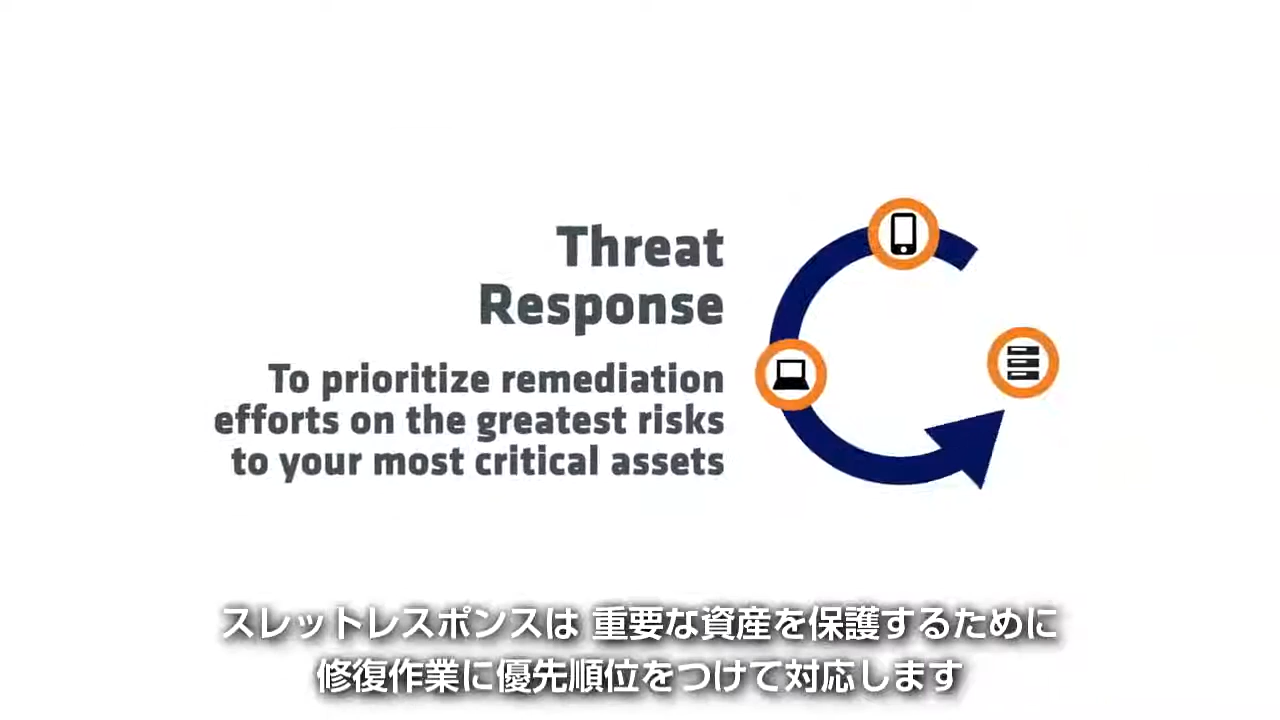 Threat
Response
To prioritize remediation
efforts on the greatest risks
to your most critical assets
スレットレスポンスは 重要な資産を保護するために
修復作業に優先順位をつけて対応します